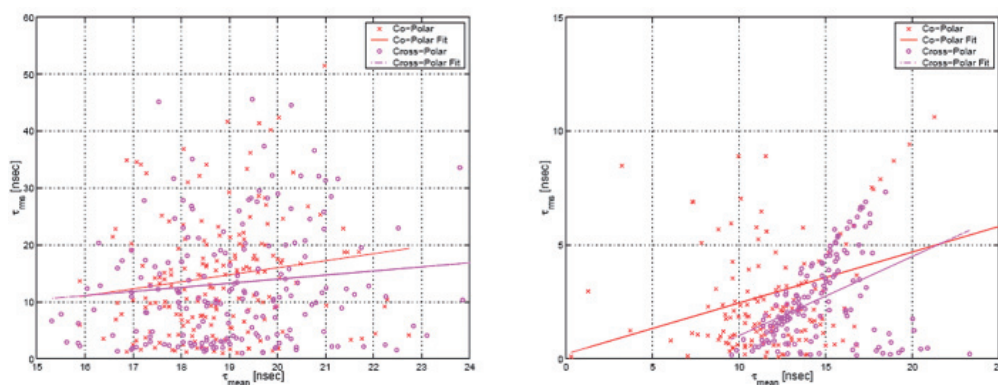 60
50
40
30
20
10
0
τrms [nsec]
15 16 17 18 19 20 21 22 23 24
τmean [nsec]
Co-Polar
Co-Polar Fit
Cross-Polar
Cross-Polar Fit
15
10
5
0
τrms [nsec]
0 5 10 15 20 25
τmean [nsec]
Co-Polar
Co-Polar Fit
Cross-Polar
Cross-Polar Fit